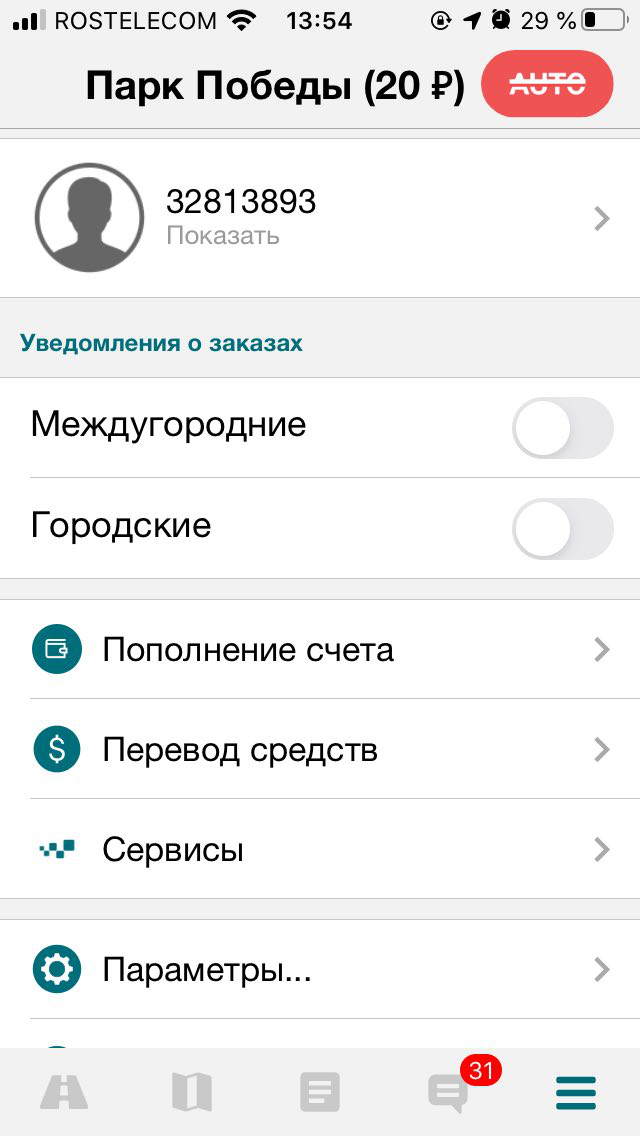 ROSTELECOM 13:54 29 %
Парк Победы (20 ₽) AUTO
32813893
Показать
Уведомления о заказах
Междугородние
Городские
Пополнение счета
$ Перевод средств
Сервисы
Параметры...
31